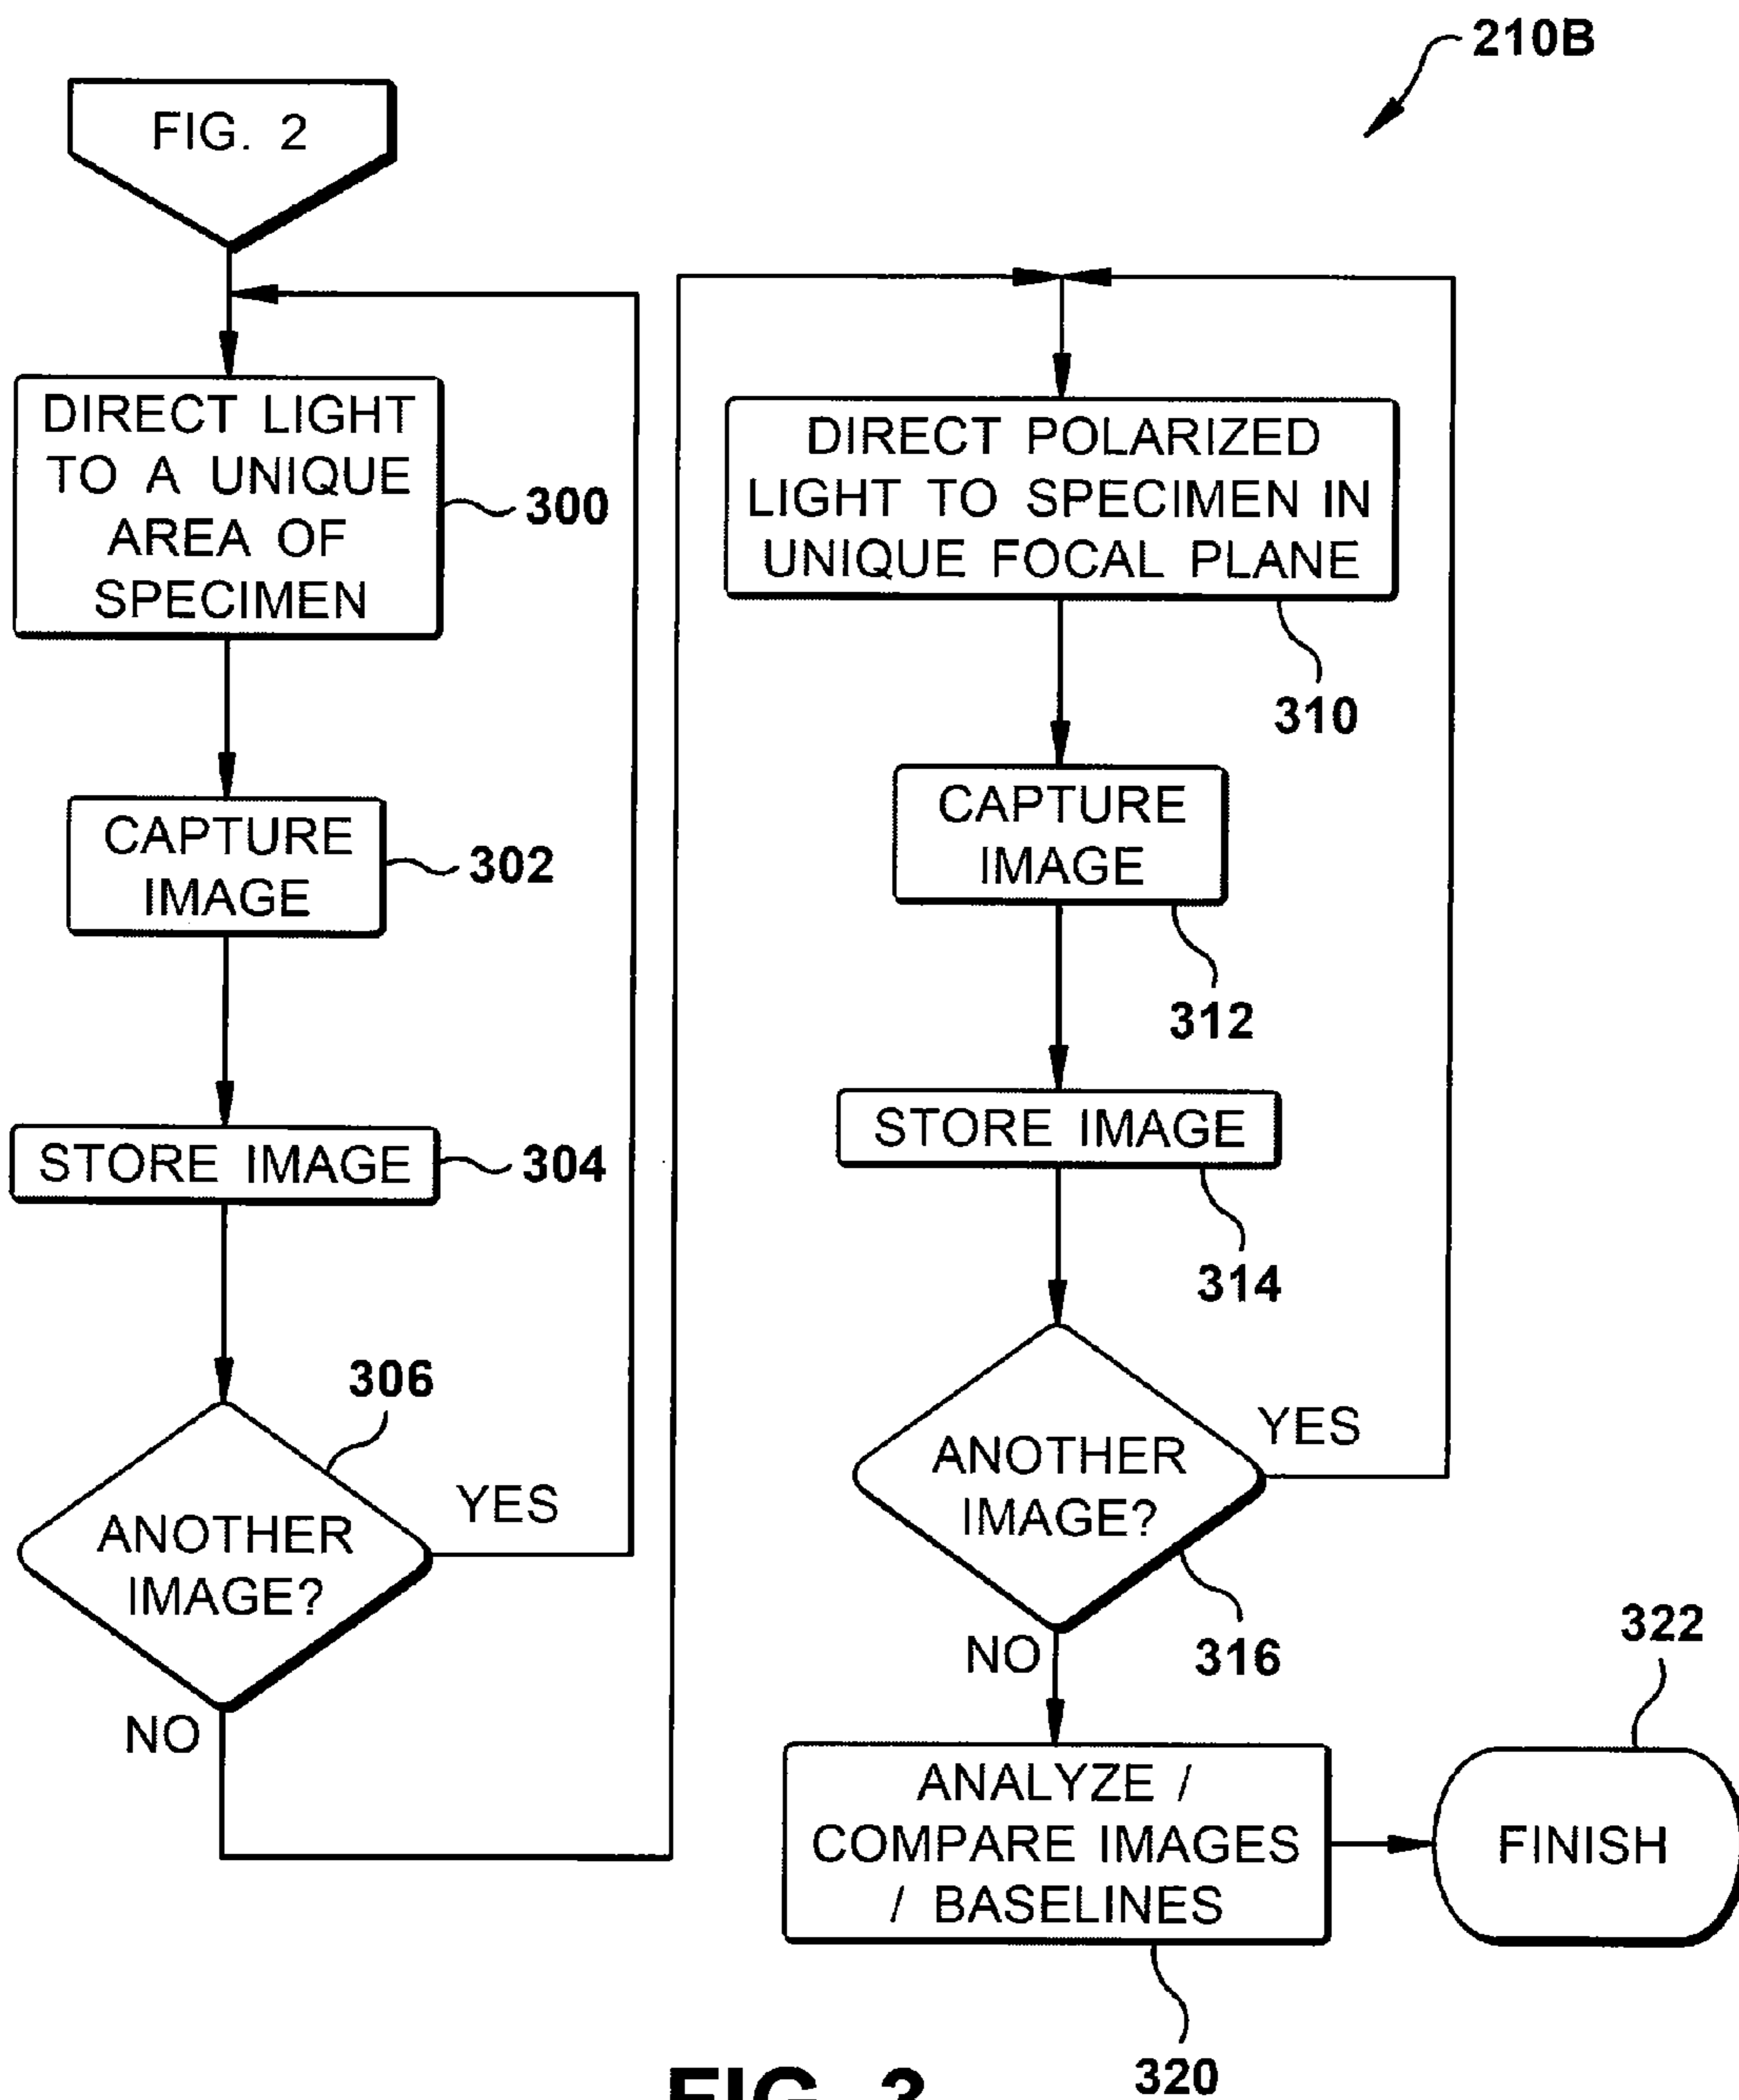 210B
FIG. 2
DIRECT LIGHT
TO A UNIQUE
AREA OF
SPECIMEN
300
CAPTURE
IMAGE
302
STORE IMAGE
304
306
ANOTHER
IMAGE?
YES
NO
DIRECT POLARIZED
LIGHT TO SPECIMEN IN
UNIQUE FOCAL PLANE
310
CAPTURE
IMAGE
312
STORE IMAGE
314
ANOTHER
IMAGE?
YES
316
NO
ANALYZE /
COMPARE IMAGES
/ BASELINES
320
322
FINISH
FIG. 3